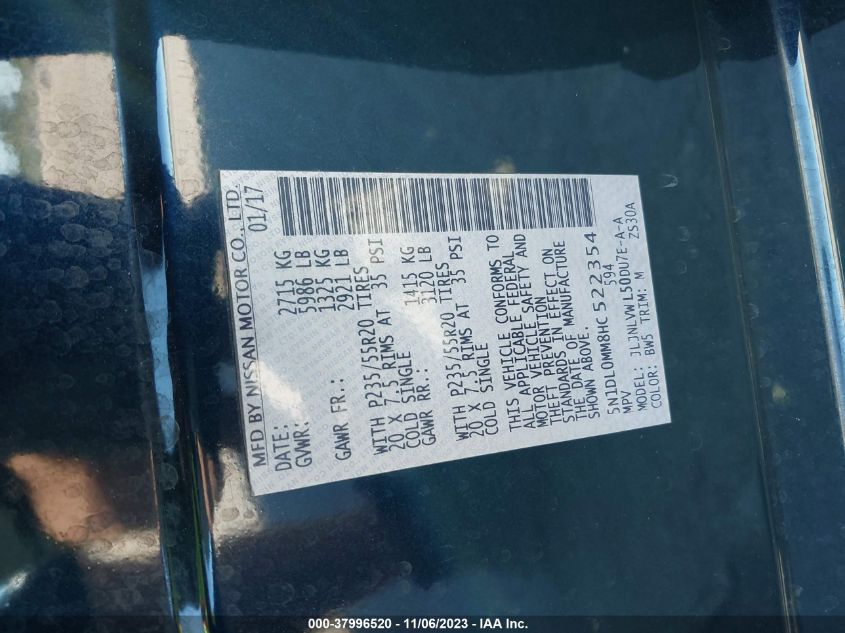 MFD BY NISSAN MOTOR CO., LTD.
DATE: 01/17
GVWR: 2715 KG
5986 LB
GAWR FR.: 1325 KG
2921 LB
WITH P235/55R20 TIRES
20 X 7.5 RIMS AT 35 PSI
COLD SINGLE
GAWR RR.: 1415 KG
3120 LB
WITH P235/55R20 TIRES
20 X 7.5 RIMS AT 35 PSI
COLD SINGLE
THIS VEHICLE CONFORMS TO
ALL APPLICABLE FEDERAL
MOTOR VEHICLE SAFETY AND
THEFT PREVENTION
STANDARDS IN EFFECT ON
THE DATE OF MANUFACTURE
SHOWN ABOVE.
5N1DL0MM8HC522354
MPV 594
MODEL: JLJNLVWL50DU7E-A-A
COLOR: BW5 TRIM: M ZS30A
000-37996520 - 11/06/2023 - IAA Inc.